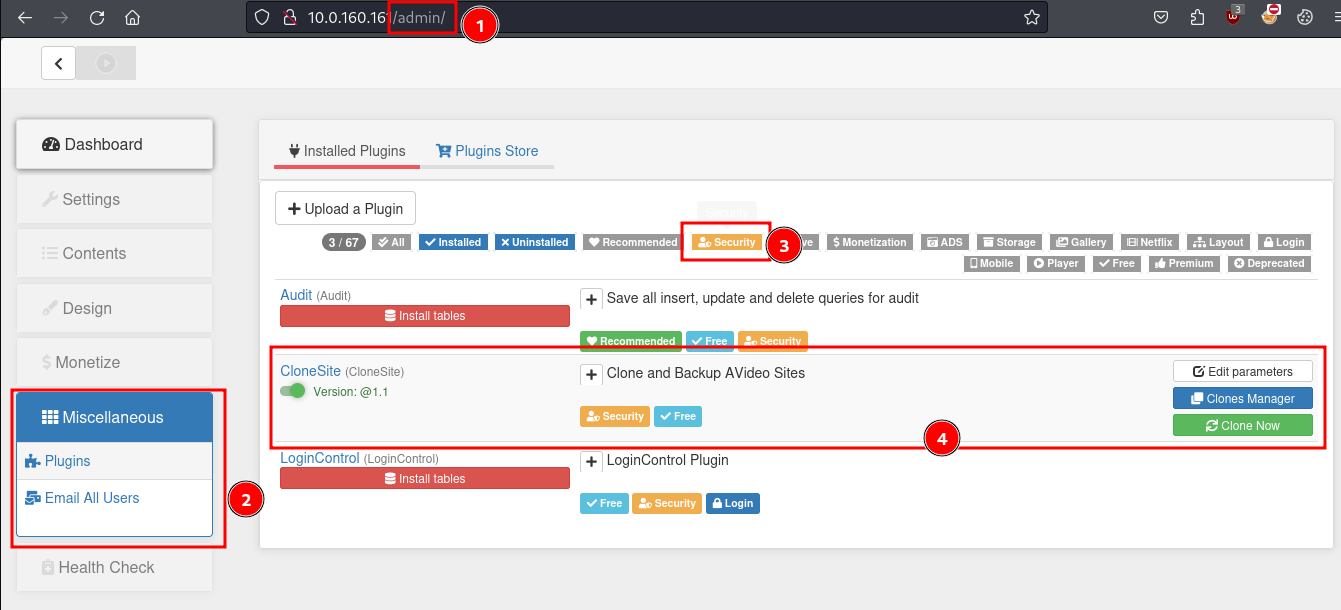 10.0.160.161/admin/
1
3
Dashboard
Settings
Contents
Design
Monetize
Miscellaneous
Plugins
Email All Users
2
Health Check
Installed Plugins
Plugins Store
Upload a Plugin
3 / 67 All Installed Uninstalled Recommended Security 3 ve $ Monetization ADS Storage Gallery Netflix Layout Login
Mobile Player Free Premium Deprecated
Audit (Audit)
Install tables
Save all insert, update and delete queries for audit
Recommended Free Security
CloneSite (CloneSite)
Version: @1.1
Clone and Backup AVideo Sites
Security Free
Edit parameters
Clones Manager
Clone Now
4
LoginControl (LoginControl)
Install tables
LoginControl Plugin
Free Security Login